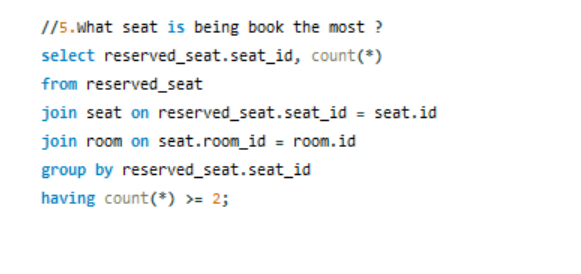 //5.What seat is being book the most ?
select reserved_seat.seat_id, count(*)
from reserved_seat
join seat on reserved_seat.seat_id = seat.id
join room on seat.room_id = room.id
group by reserved_seat.seat_id
having count(*) >= 2;